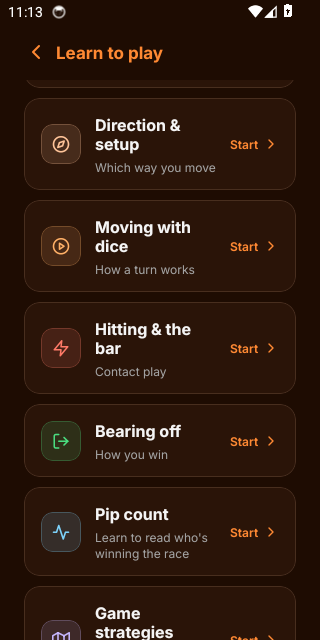 11:13
Learn to play
Direction &
setup
Which way you move
Start
Moving with
dice
How a turn works
Start
Hitting & the
bar
Contact play
Start
Bearing off
How you win
Start
Pip count
Learn to read who's
winning the race
Start
Game
strategies
Start